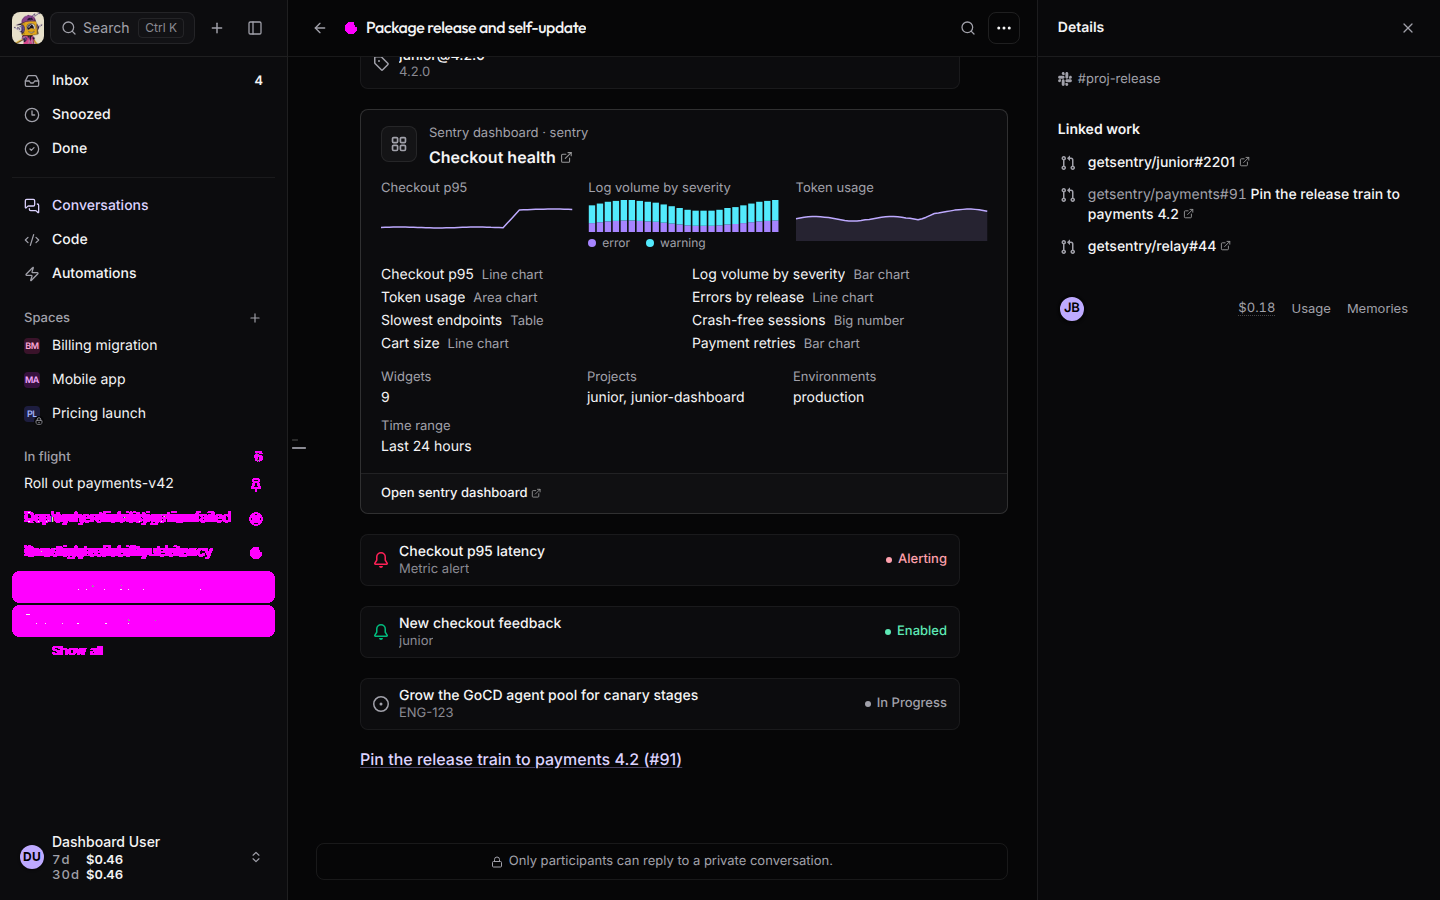 Search Ctrl K
Inbox 4
Snoozed
Done
Conversations
Code
Automations
Spaces
BM Billing migration
MA Mobile app
PL Pricing launch
In flight
Roll out payments-v42
Show all
DU Dashboard User
7d $0.46
30d $0.46
Package release and self-update
junior@4.2.0
4.2.0
Sentry dashboard · sentry
Checkout health
Checkout p95
Log volume by severity
error warning
Token usage
Checkout p95 Line chart
Log volume by severity Bar chart
Token usage Area chart
Errors by release Line chart
Slowest endpoints Table
Crash-free sessions Big number
Cart size Line chart
Payment retries Bar chart
Widgets
9
Projects
junior, junior-dashboard
Environments
production
Time range
Last 24 hours
Open sentry dashboard
Checkout p95 latency
Metric alert
Alerting
New checkout feedback
junior
Enabled
Grow the GoCD agent pool for canary stages
ENG-123
In Progress
Pin the release train to payments 4.2 (#91)
Only participants can reply to a private conversation.
Details
#proj-release
Linked work
getsentry/junior#2201
getsentry/payments#91 Pin the release train to
payments 4.2
getsentry/relay#44
JB $0.18 Usage Memories